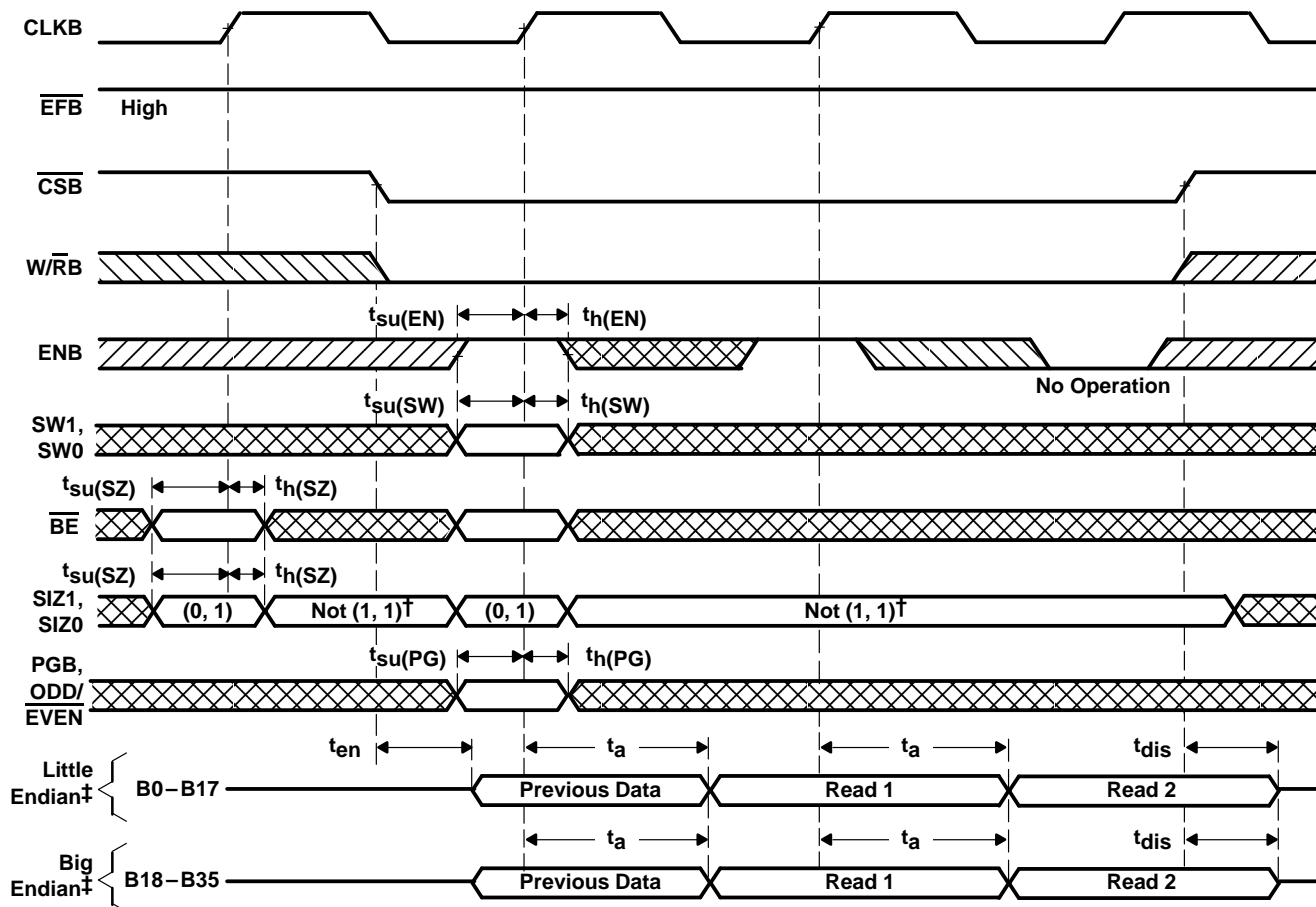 CLKB
EFB High
CSB
W/RB
tsu(EN) th(EN)
ENB
No Operation
tsu(SW) th(SW)
SW1,
SW0
tsu(SZ) th(SZ)
BE
tsu(SZ) th(SZ)
SIZ1,
SIZ0
(0, 1) Not (1, 1)† (0, 1) Not (1, 1)†
tsu(PG) th(PG)
PGB,
ODD/
EVEN
ten ta ta tdis
Little
Endian‡
B0–B17 Previous Data Read 1 Read 2
ta ta tdis
Big
Endian‡
B18–B35 Previous Data Read 1 Read 2